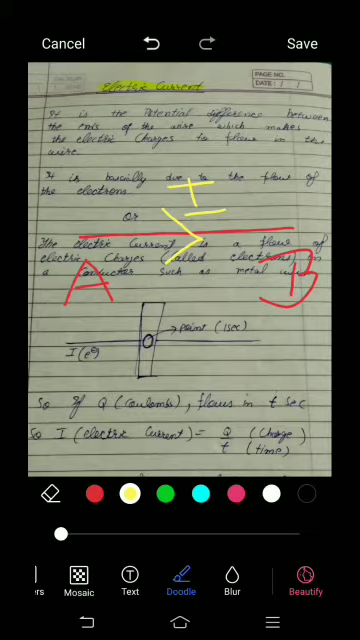 Cancel
Save
PAGE NO.
DATE: / /
Electric Current
It is the Potential difference between
the ends of the wire which makes
the electric Charges to flow in the
wire
It is basically due to the flow of
the electrons
Or
The electric Current is a flow of
electric Charges called electrons in
a Conductor Such as metal
+
-
>
A
B
Point (1sec)
I(e⊖)
So If Q (Coulombs), flows in t sec
So I (electric Current) = Q (Charge)
t (time)
rs
Mosaic
Text
Doodle
Blur
Beautify